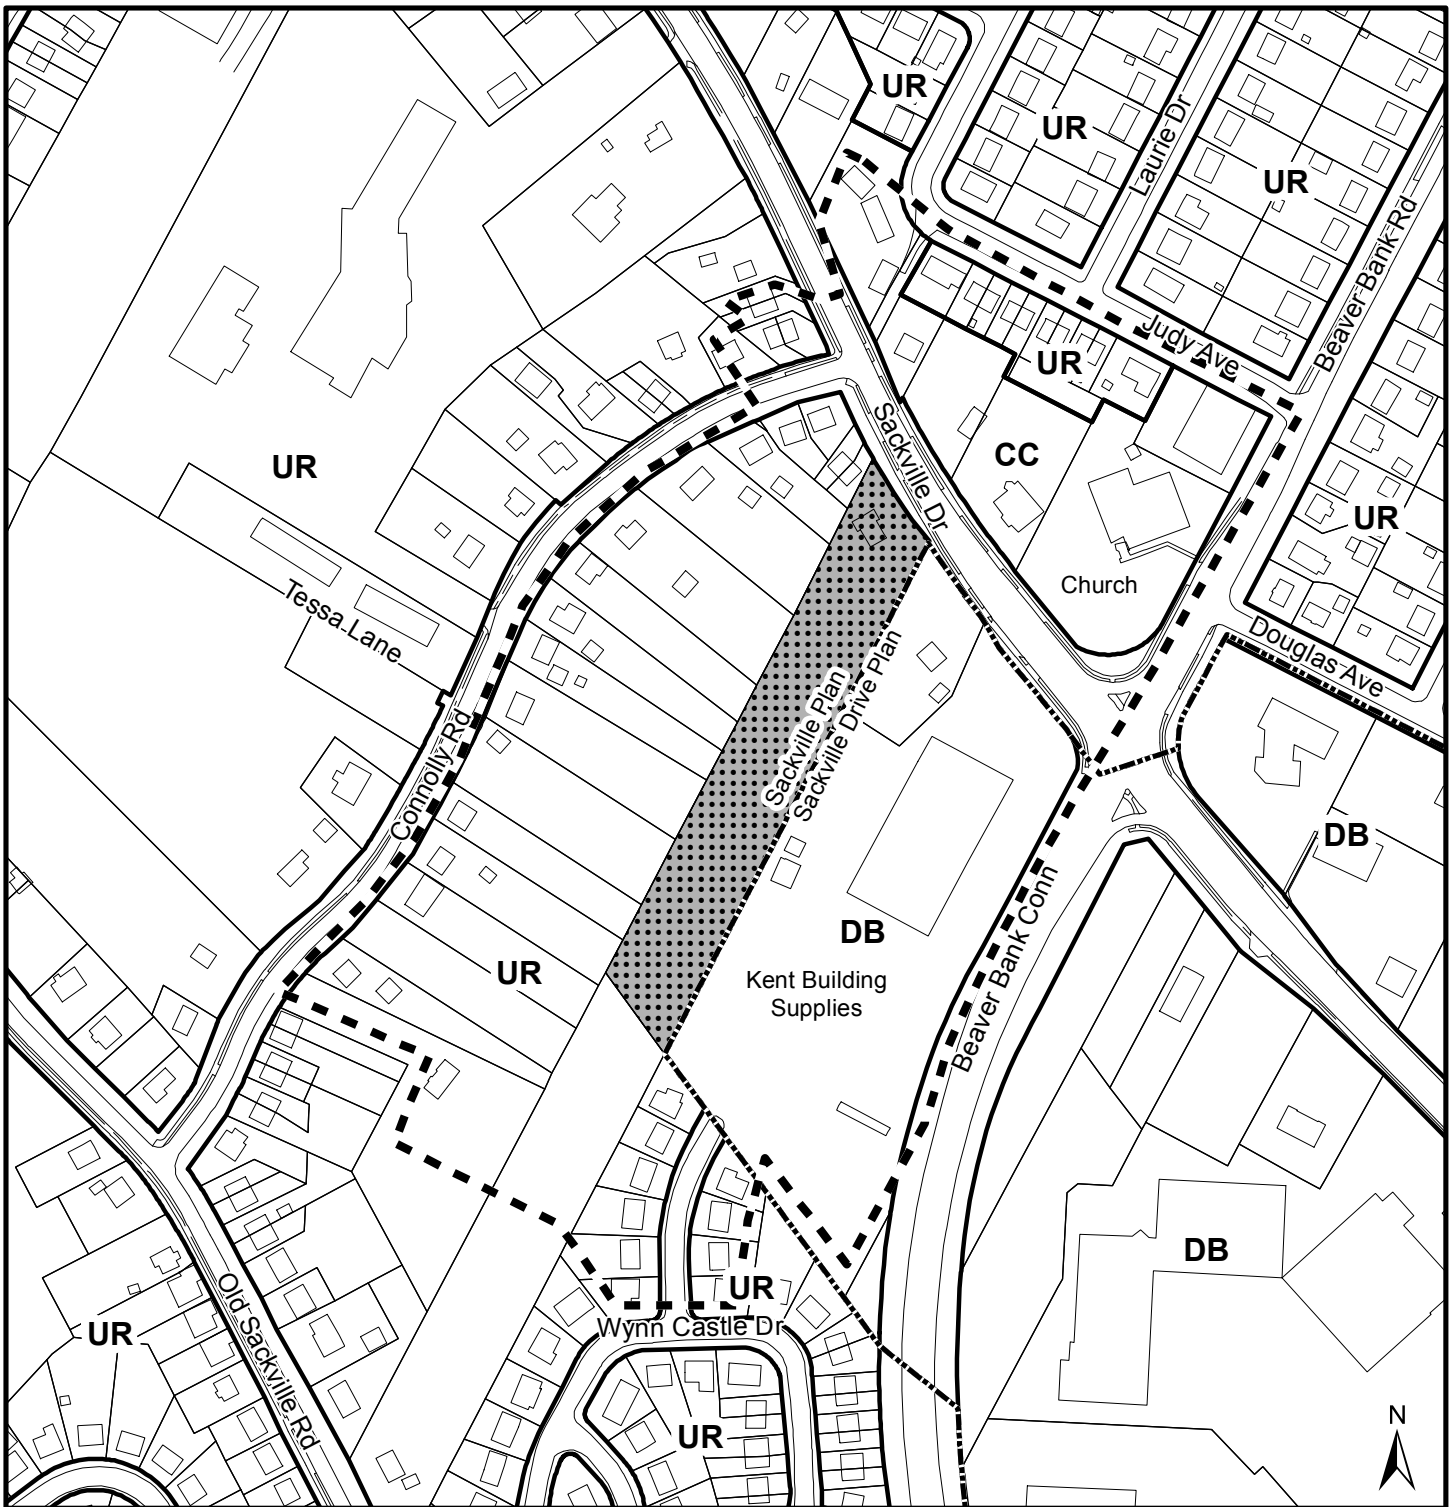 UR
UR
Laurie Dr
UR
Beaver Bank Rd
Judy Ave
UR
Sackville Dr
CC
UR
UR
Church
Tessa Lane
Douglas Ave
Sackville Plan
Sackville Drive Plan
Connolly Rd
DB
DB
Kent Building
Supplies
UR
Beaver Bank Conn
DB
UR
Wynn Castle Dr
Old Sackville Rd
UR
UR
N